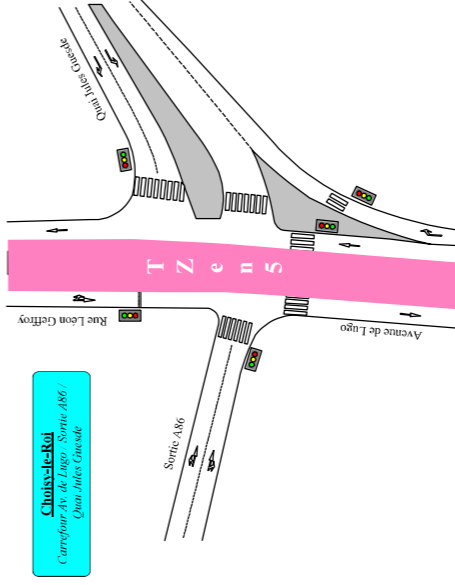 Quai Jules Guesde
T Zen 5
Rue Léon Geffroy
Avenue de Lugo
Sortie A86
Choisy-le-Roi
Carrefour Av. de Lugo / Sortie A86 /
Quai Jules Guesde